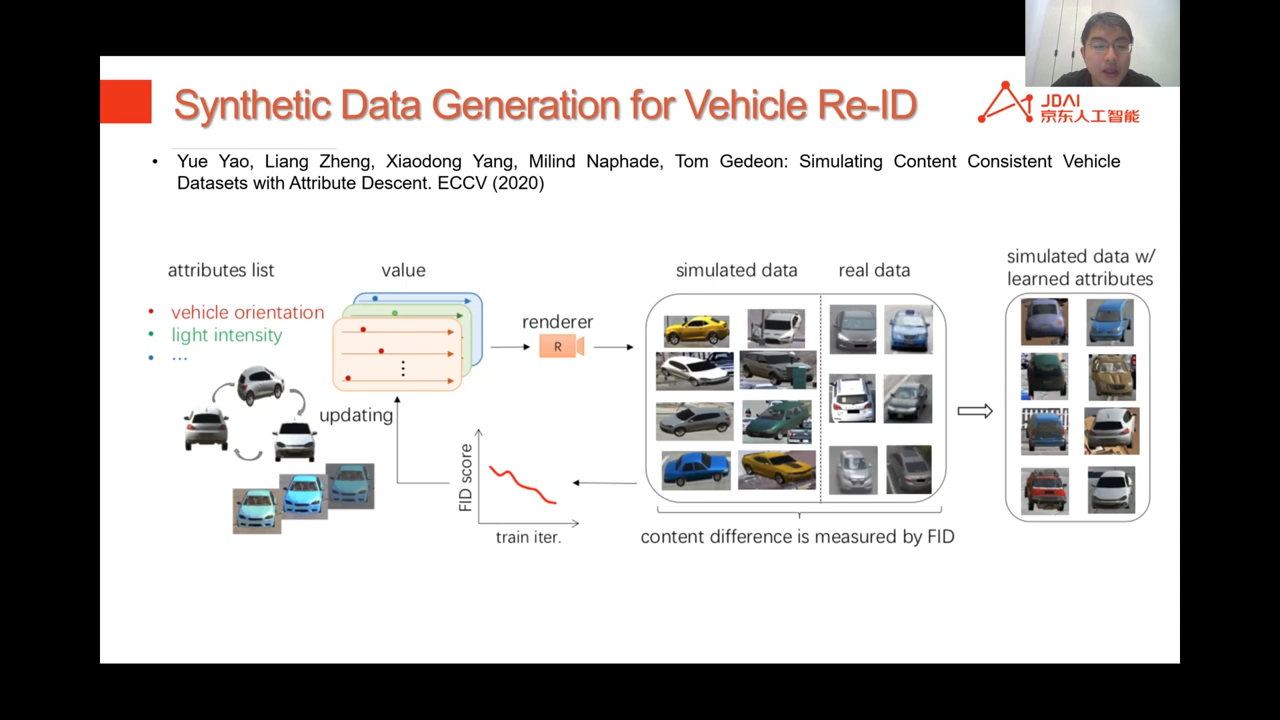 Synthetic Data Generation for Vehicle Re-ID
JDAI
京东人工智能
• Yue Yao, Liang Zheng, Xiaodong Yang, Milind Naphade, Tom Gedeon: Simulating Content Consistent Vehicle
Datasets with Attribute Descent. ECCV (2020)
attributes list
value
simulated data
real data
simulated data w/
learned attributes
• vehicle orientation
• light intensity
• ...
renderer
R
updating
FID score
train iter.
content difference is measured by FID